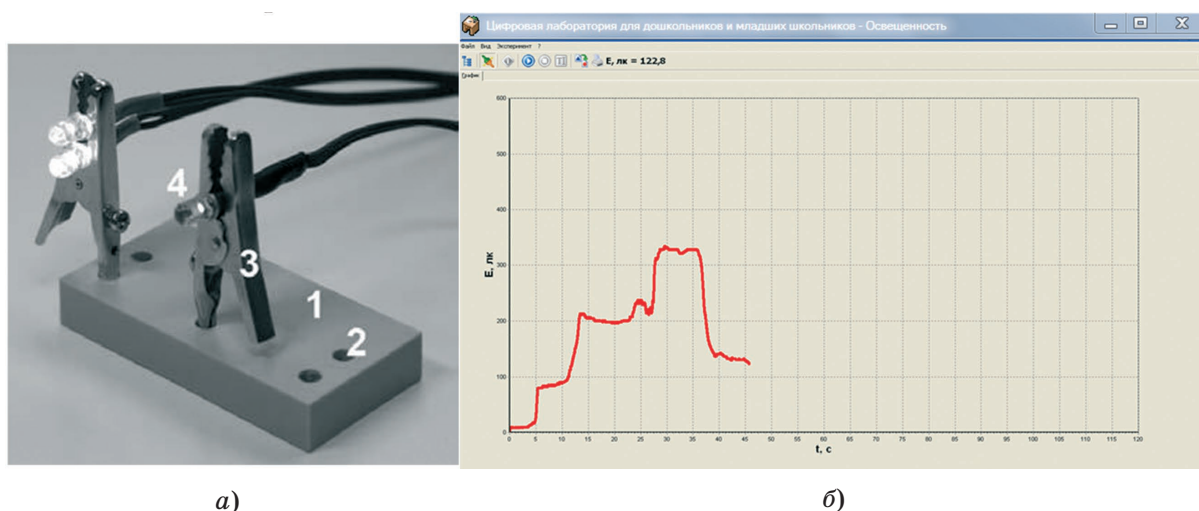 4
3
1
2
а)
Цифровая лаборатория для дошкольников и младших школьников - Освещенность
Файл Вид Эксперимент ?
E, лк = 122,8
График
600
500
400
300
200
100
0
E, лк
0 5 10 15 20 25 30 35 40 45 50 55 60 65 70 75 80 85 90 95 100 105 110 115 120
t, с
б)